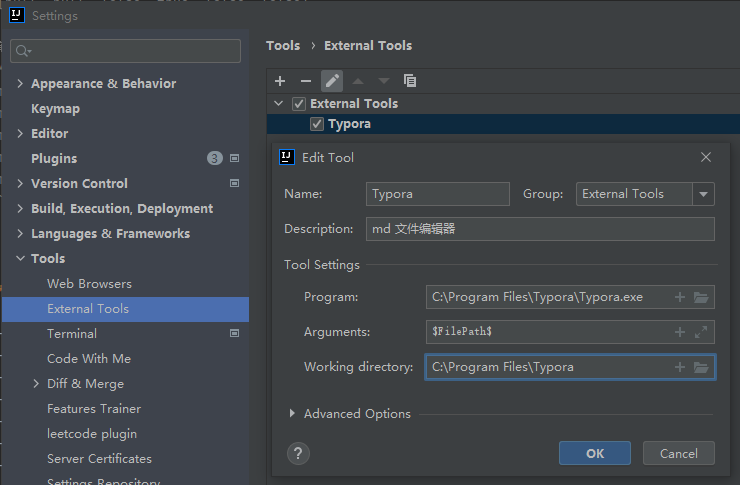 Settings
Appearance & Behavior
Keymap
Editor
Plugins 3
Version Control
Build, Execution, Deployment
Languages & Frameworks
Tools
Web Browsers
External Tools
Terminal
Code With Me
Diff & Merge
Features Trainer
leetcode plugin
Server Certificates
Settings Repository
Tools › External Tools
External Tools
Typora
Edit Tool
Name: Typora Group: External Tools
Description: md 文件编辑器
Tool Settings
Program: C:\Program Files\Typora\Typora.exe
Arguments: $FilePath$
Working directory: C:\Program Files\Typora
Advanced Options
? OK Cancel